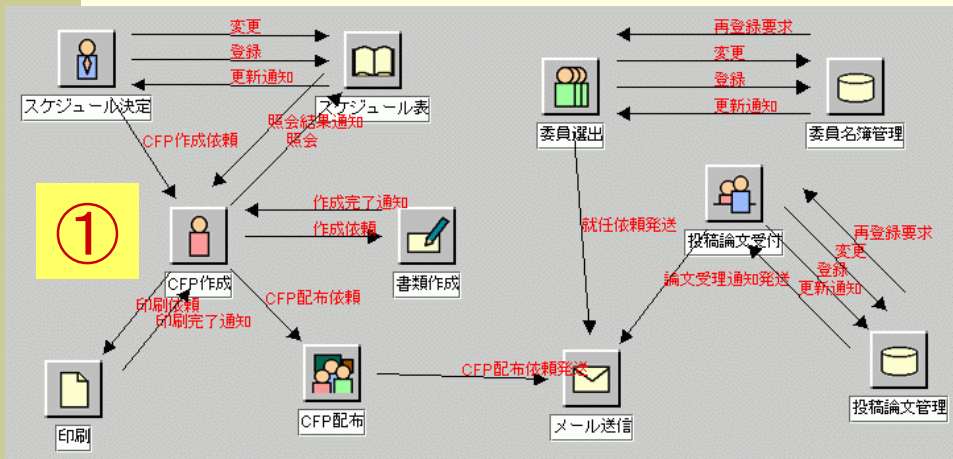 変更
登録
更新通知
スケジュール決定
スケジュール表
CFP作成依頼
照会結果通知
照会
①
作成完了通知
作成依頼
CFP作成
書類作成
印刷依頼
印刷完了通知
CFP配布依頼
印刷
CFP配布
CFP配布依頼発送
メール送信
再登録要求
変更
登録
更新通知
委員選出
委員名簿管理
就任依頼発送
投稿論文受付
論文受理通知発送
再登録要求
変更
登録
更新通知
投稿論文管理